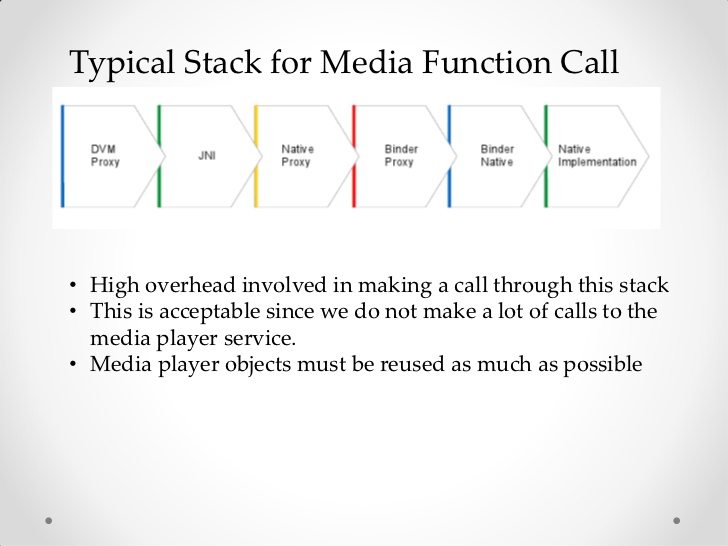 Typical Stack for Media Function Call
DVM Proxy
JNI
Native Proxy
Binder Proxy
Binder Native
Native Implementation
• High overhead involved in making a call through this stack
• This is acceptable since we do not make a lot of calls to the
media player service.
• Media player objects must be reused as much as possible